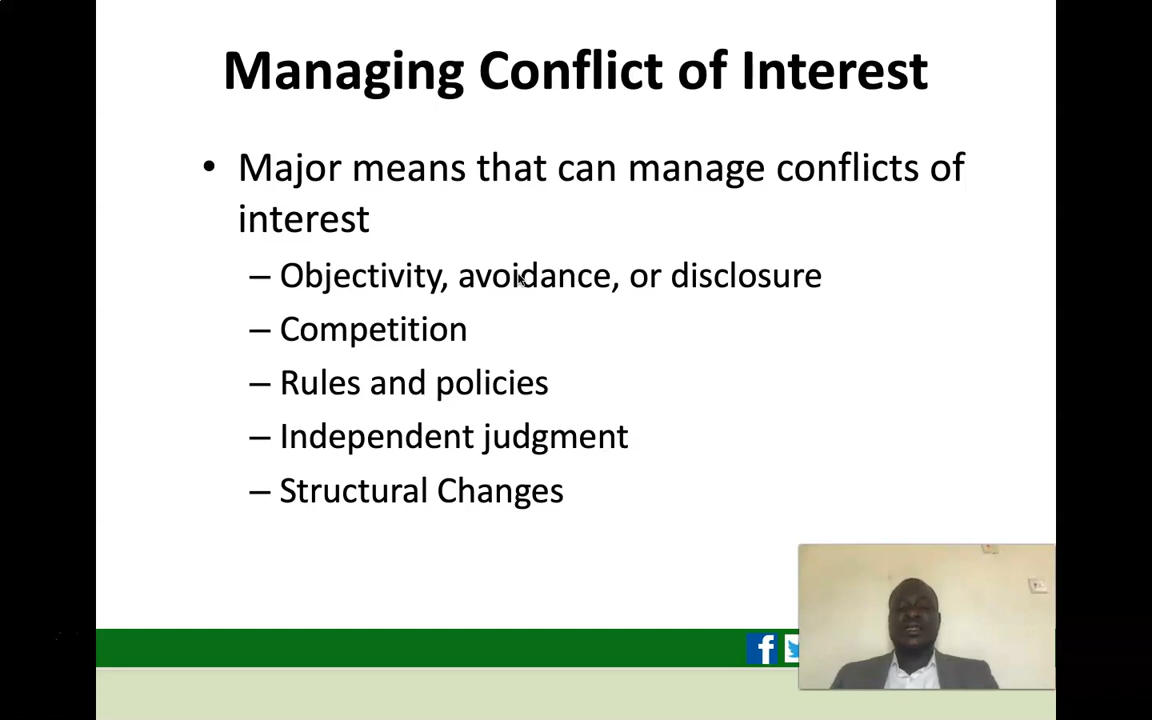 Managing Conflict of Interest
• Major means that can manage conflicts of
interest
– Objectivity, avoidance, or disclosure
– Competition
– Rules and policies
– Independent judgment
– Structural Changes